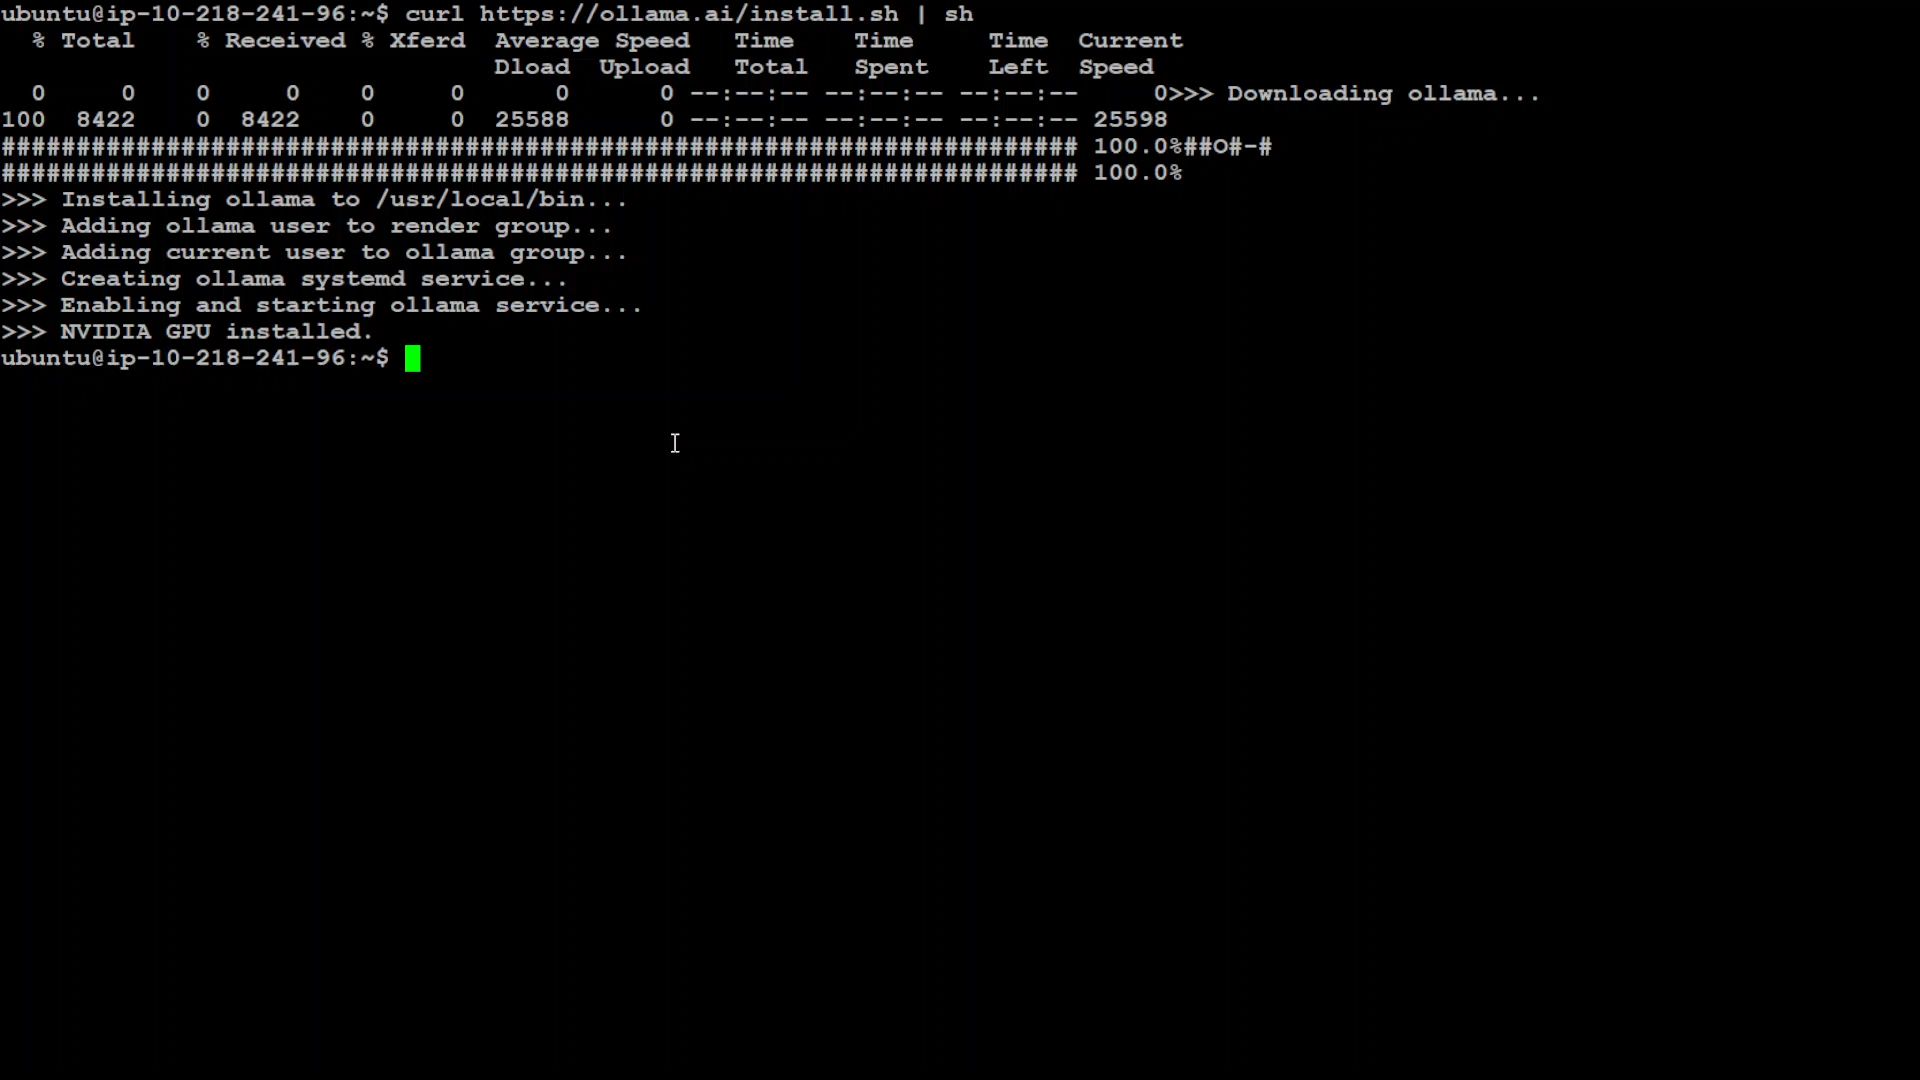 ubuntu@ip-10-218-241-96:~$ curl https://ollama.ai/install.sh | sh
  % Total    % Received % Xferd  Average Speed   Time    Time     Time  Current
                                 Dload  Upload   Total   Spent    Left  Speed
  0     0    0     0    0     0      0      0 --:--:-- --:--:-- --:--:--     0>>> Downloading ollama...
100  8422    0  8422    0     0  25588      0 --:--:-- --:--:-- --:--:-- 25598
######################################################################## 100.0%##O#-#
######################################################################## 100.0%
>>> Installing ollama to /usr/local/bin...
>>> Adding ollama user to render group...
>>> Adding current user to ollama group...
>>> Creating ollama systemd service...
>>> Enabling and starting ollama service...
>>> NVIDIA GPU installed.
ubuntu@ip-10-218-241-96:~$